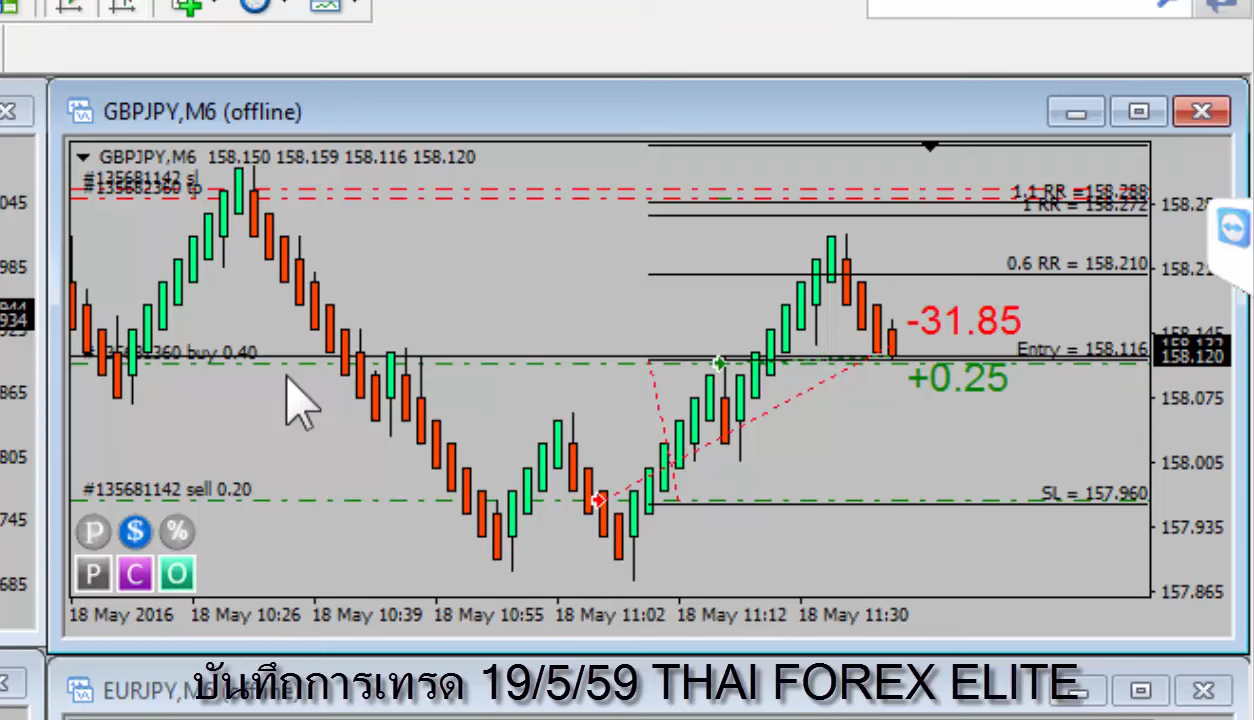 GBPJPY,M6 (offline)
GBPJPY,M6 158.150 158.159 158.116 158.120
#135681142 sl
#135682360 tp
1.1 RR =158.288
1 RR = 158.272
0.6 RR = 158.210
-31.85
#135682360 buy 0.40
Entry = 158.116
+0.25
#135681142 sell 0.20
SL = 157.960
158.145
158.120
158.075
158.005
157.935
157.865
045
985
934
865
805
745
685
P $ %
P C O
18 May 2016 18 May 10:26 18 May 10:39 18 May 10:55 18 May 11:02 18 May 11:12 18 May 11:30
EURJPY,M
บันทึกการเทรด 19/5/59 THAI FOREX ELITE